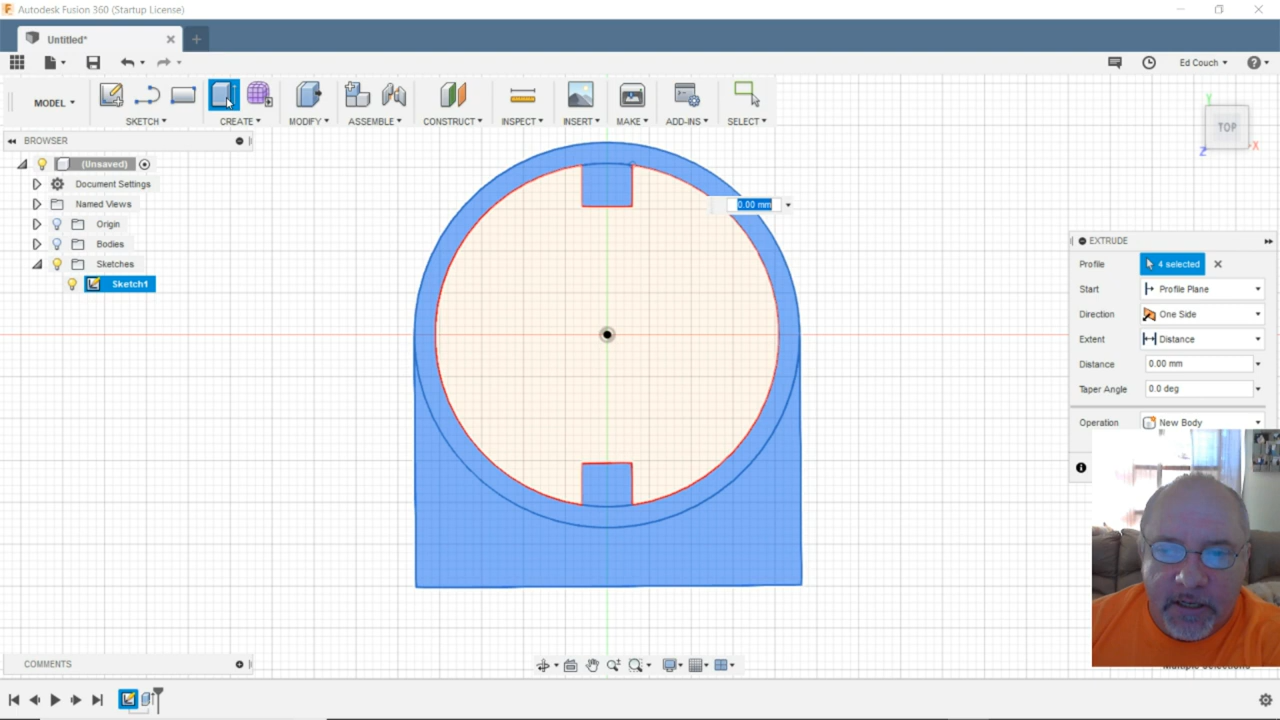 Autodesk Fusion 360 (Startup License)
Untitled*
Ed Couch
MODEL
SKETCH
CREATE
MODIFY
ASSEMBLE
CONSTRUCT
INSPECT
INSERT
MAKE
ADD-INS
SELECT
Y
TOP
X
Z
BROWSER
(Unsaved)
Document Settings
Named Views
Origin
Bodies
Sketches
Sketch1
0.00 mm
EXTRUDE
Profile 4 selected
Start Profile Plane
Direction One Side
Extent Distance
Distance 0.00 mm
Taper Angle 0.0 deg
Operation New Body
COMMENTS